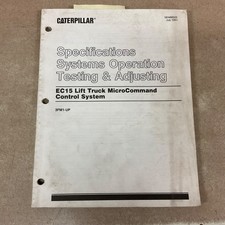 CATERPILLAR
Specifications
Systems Operation
Testing & Adjusting
EC15 Lift Truck MicroCommand
Control System